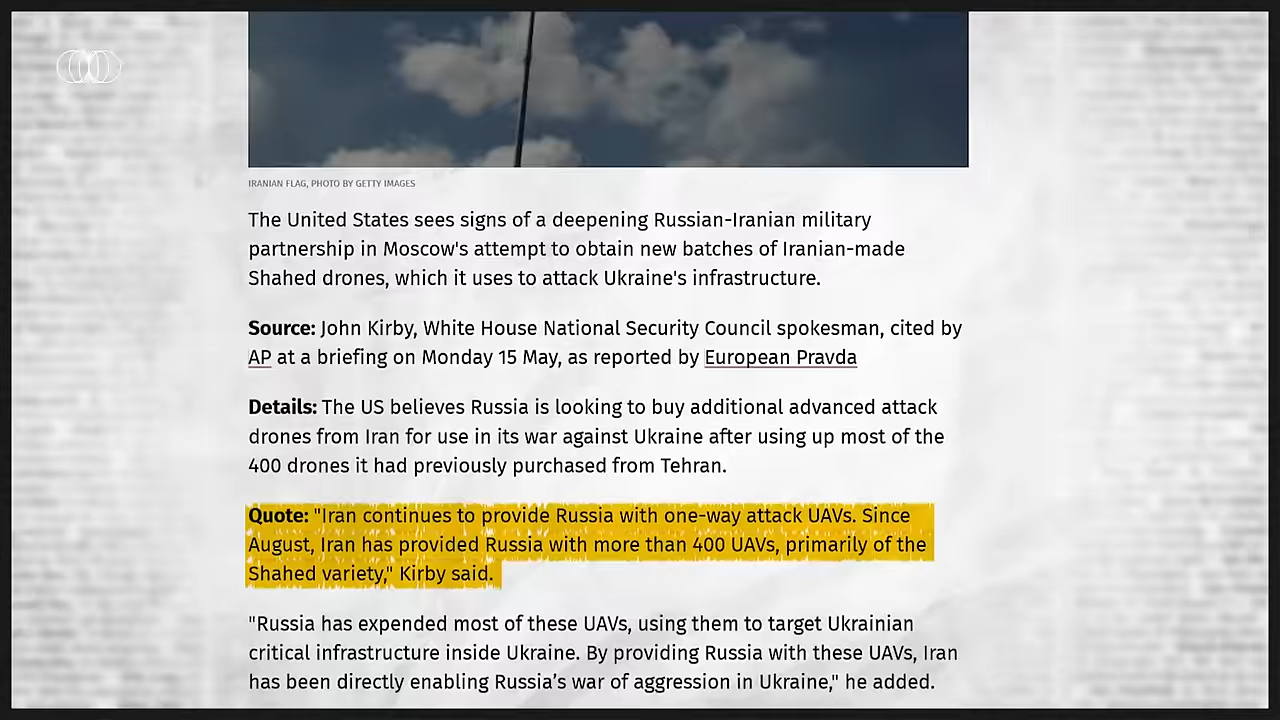 IRANIAN FLAG, PHOTO BY GETTY IMAGES
The United States sees signs of a deepening Russian-Iranian military
partnership in Moscow's attempt to obtain new batches of Iranian-made
Shahed drones, which it uses to attack Ukraine's infrastructure.
Source: John Kirby, White House National Security Council spokesman, cited by
AP at a briefing on Monday 15 May, as reported by European Pravda
Details: The US believes Russia is looking to buy additional advanced attack
drones from Iran for use in its war against Ukraine after using up most of the
400 drones it had previously purchased from Tehran.
Quote: "Iran continues to provide Russia with one-way attack UAVs. Since
August, Iran has provided Russia with more than 400 UAVs, primarily of the
Shahed variety," Kirby said.
"Russia has expended most of these UAVs, using them to target Ukrainian
critical infrastructure inside Ukraine. By providing Russia with these UAVs, Iran
has been directly enabling Russia’s war of aggression in Ukraine," he added.